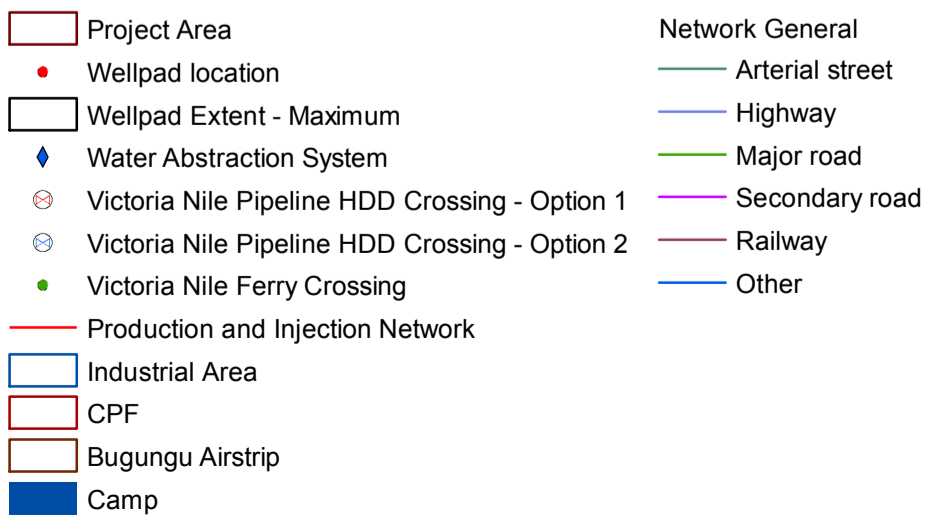 Project Area
Wellpad location
Wellpad Extent - Maximum
Water Abstraction System
Victoria Nile Pipeline HDD Crossing - Option 1
Victoria Nile Pipeline HDD Crossing - Option 2
Victoria Nile Ferry Crossing
Production and Injection Network
Industrial Area
CPF
Bugungu Airstrip
Camp
Network General
Arterial street
Highway
Major road
Secondary road
Railway
Other